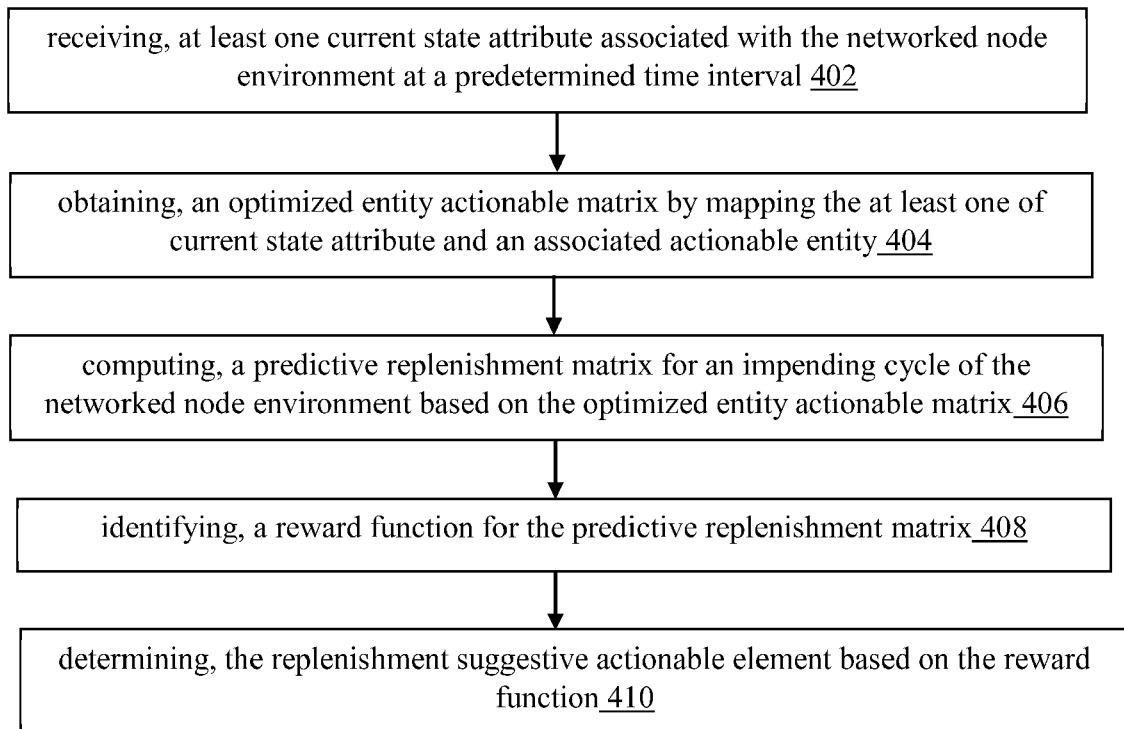 receiving, at least one current state attribute associated with the networked node
environment at a predetermined time interval 402
obtaining, an optimized entity actionable matrix by mapping the at least one of
current state attribute and an associated actionable entity 404
computing, a predictive replenishment matrix for an impending cycle of the
networked node environment based on the optimized entity actionable matrix 406
identifying, a reward function for the predictive replenishment matrix 408
determining, the replenishment suggestive actionable element based on the reward
function 410